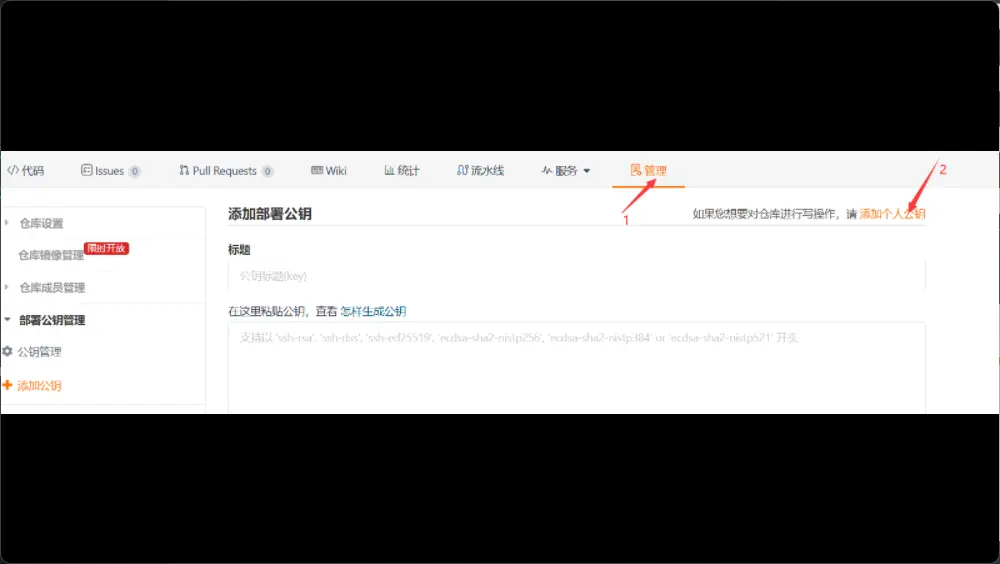 代码 Issues 0 Pull Requests 0 Wiki 统计 流水线 服务 管理
1
2
仓库设置
仓库镜像管理 限时开放
仓库成员管理
部署公钥管理
公钥管理
添加公钥
添加部署公钥 如果您想要对仓库进行写操作，请 添加个人公钥
标题
公钥标题(key)
在这里粘贴公钥，查看 怎样生成公钥
支持以 'ssh-rsa', 'ssh-dss', 'ssh-ed25519', 'ecdsa-sha2-nistp256', 'ecdsa-sha2-nistp384' or 'ecdsa-sha2-nistp521' 开头